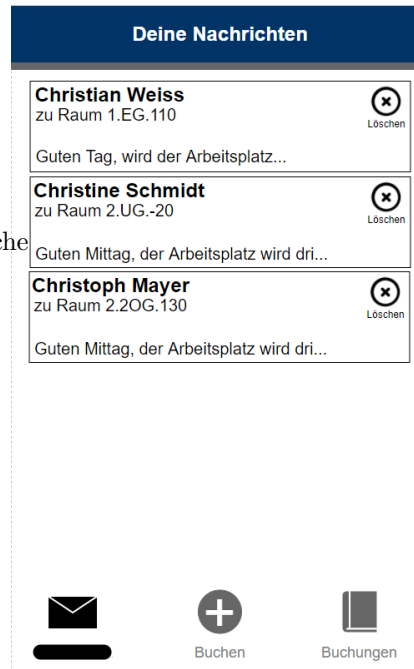 Deine Nachrichten
Christian Weiss
zu Raum 1.EG.110
Löschen
Guten Tag, wird der Arbeitsplatz...
Christine Schmidt
zu Raum 2.UG.-20
Löschen
che
Guten Mittag, der Arbeitsplatz wird dri...
Christoph Mayer
zu Raum 2.2OG.130
Löschen
Guten Mittag, der Arbeitsplatz wird dri...
Buchen
Buchungen